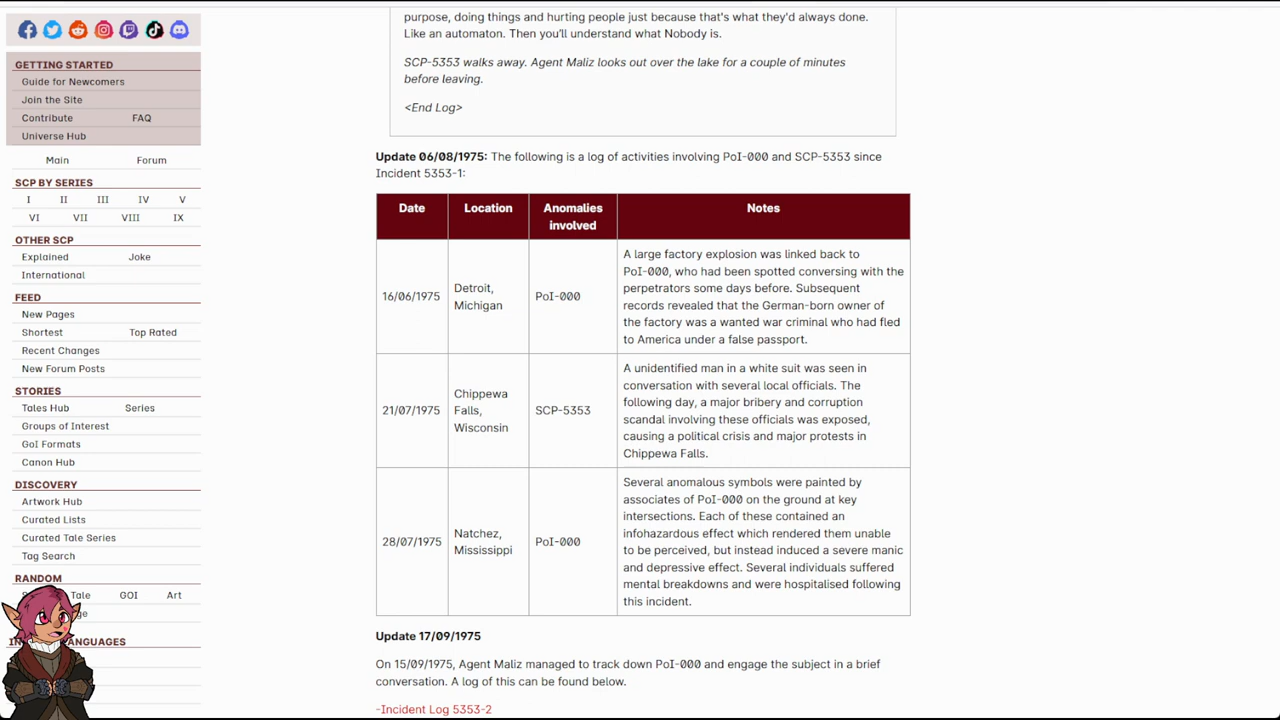 GETTING STARTED
Guide for Newcomers
Join the Site
Contribute FAQ
Universe Hub
Main Forum
SCP BY SERIES
I II III IV V
VI VII VIII IX
OTHER SCP
Explained Joke
International
FEED
New Pages
Shortest Top Rated
Recent Changes
New Forum Posts
STORIES
Tales Hub Series
Groups of Interest
GoI Formats
Canon Hub
DISCOVERY
Artwork Hub
Curated Lists
Curated Tale Series
Tag Search
RANDOM
Tale GOI Art
purpose, doing things and hurting people just because that's what they'd always done.
Like an automaton. Then you'll understand what Nobody is.
SCP-5353 walks away. Agent Maliz looks out over the lake for a couple of minutes
before leaving.
<End Log>
Update 06/08/1975: The following is a log of activities involving PoI-000 and SCP-5353 since
Incident 5353-1:
Date Location Anomalies involved Notes
16/06/1975
Detroit,
Michigan
PoI-000
A large factory explosion was linked back to
PoI-000, who had been spotted conversing with the
perpetrators some days before. Subsequent
records revealed that the German-born owner of
the factory was a wanted war criminal who had fled
to America under a false passport.
21/07/1975
Chippewa
Falls,
Wisconsin
SCP-5353
A unidentified man in a white suit was seen in
conversation with several local officials. The
following day, a major bribery and corruption
scandal involving these officials was exposed,
causing a political crisis and major protests in
Chippewa Falls.
28/07/1975
Natchez,
Mississippi
PoI-000
Several anomalous symbols were painted by
associates of PoI-000 on the ground at key
intersections. Each of these contained an
infohazardous effect which rendered them unable
to be perceived, but instead induced a severe manic
and depressive effect. Several individuals suffered
mental breakdowns and were hospitalised following
this incident.
Update 17/09/1975
On 15/09/1975, Agent Maliz managed to track down PoI-000 and engage the subject in a brief
conversation. A log of this can be found below.
-Incident Log 5353-2